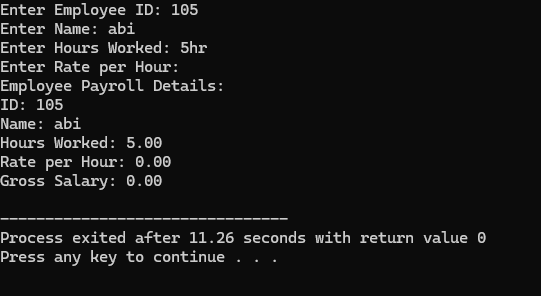 Enter Employee ID: 105
Enter Name: abi
Enter Hours Worked: 5hr
Enter Rate per Hour:
Employee Payroll Details:
ID: 105
Name: abi
Hours Worked: 5.00
Rate per Hour: 0.00
Gross Salary: 0.00
--------------------------------
Process exited after 11.26 seconds with return value 0
Press any key to continue . . .